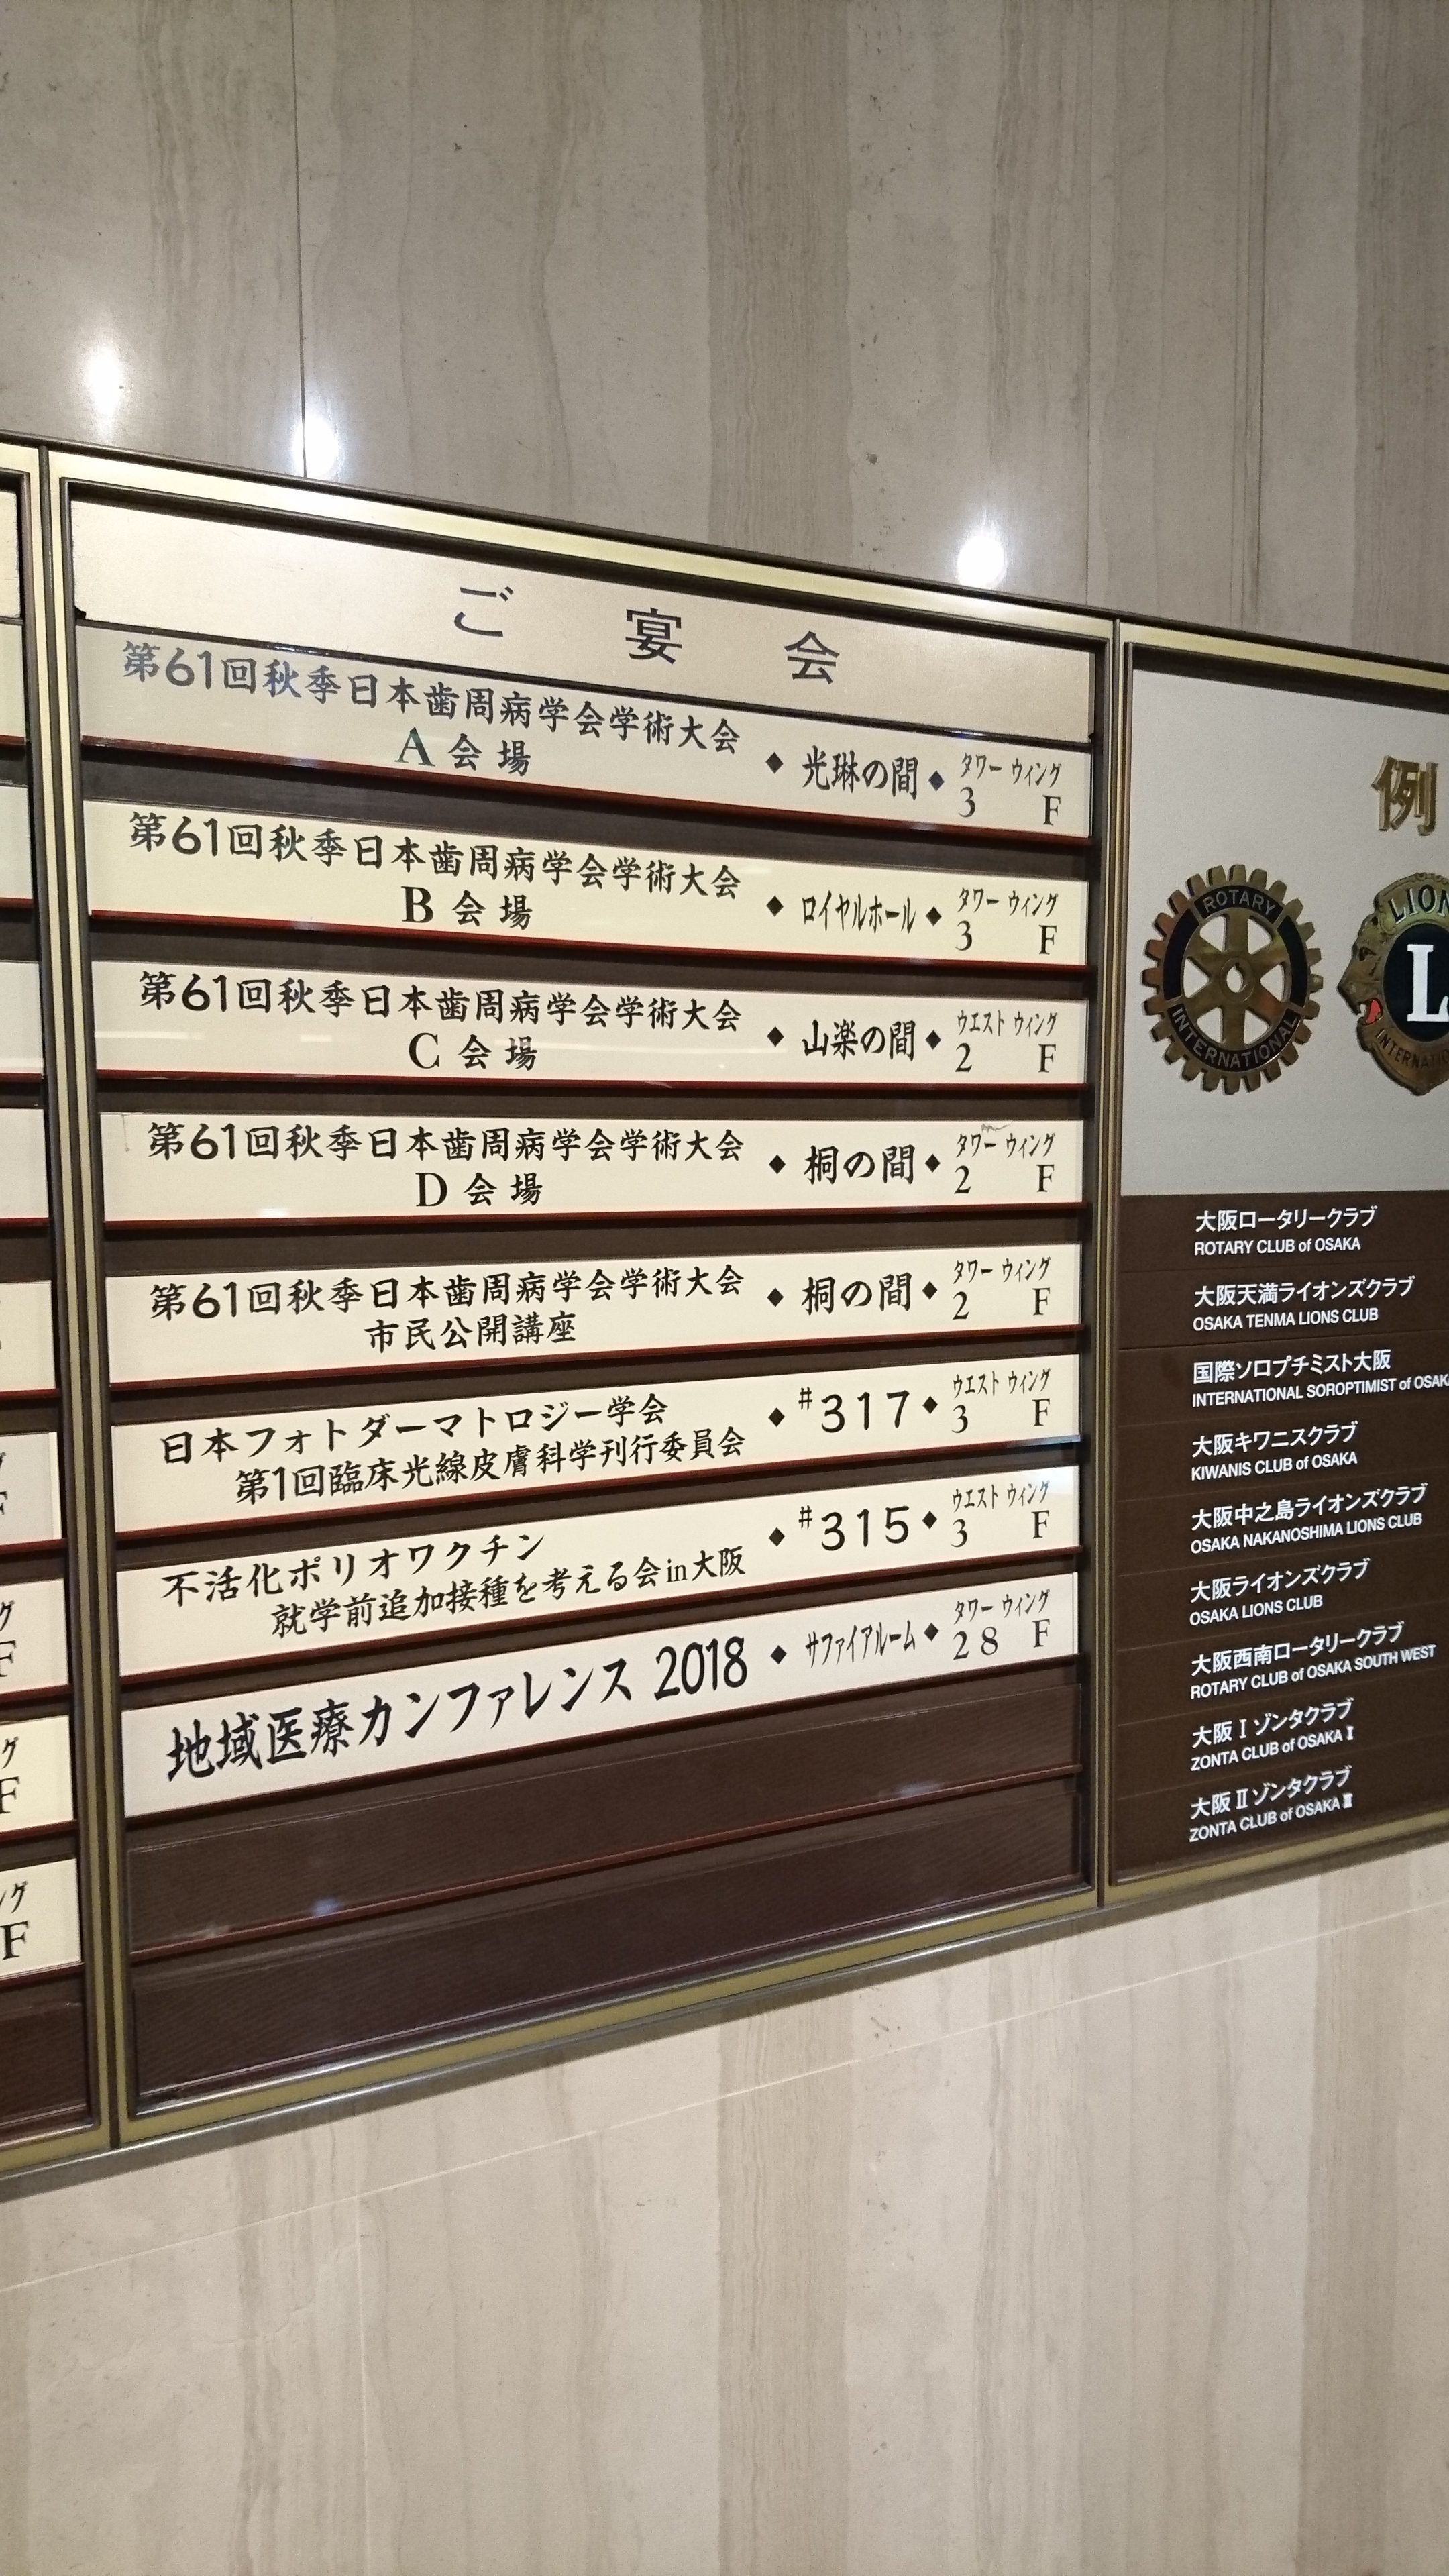 ご宴会
第61回秋季日本歯周病学会学術大会
A会場
◆ 光琳の間 ◆ タワー ウィング
3 F
第61回秋季日本歯周病学会学術大会
B会場
◆ ロイヤルホール ◆ タワー ウィング
3 F
第61回秋季日本歯周病学会学術大会
C会場
◆ 山楽の間 ◆ ウエスト ウィング
2 F
第61回秋季日本歯周病学会学術大会
D会場
◆ 桐の間 ◆ タワー ウィング
2 F
第61回秋季日本歯周病学会学術大会
市民公開講座
◆ 桐の間 ◆ タワー ウィング
2 F
日本フォトダーマトロジー学会
第1回臨床光線皮膚科学刊行委員会
◆ #317 ◆ ウエスト ウィング
3 F
不活化ポリオワクチン
就学前追加接種を考える会in大阪
◆ #315 ◆ ウエスト ウィング
3 F
地域医療カンファレンス 2018 ◆ サファイアルーム ◆ タワー ウィング
28 F
グ
F
グ
F
グ
F
ング
F
例
ROTARY
INTERNATIONAL
LION
L
INTERNATI
大阪ロータリークラブ
ROTARY CLUB of OSAKA
大阪天満ライオンズクラブ
OSAKA TENMA LIONS CLUB
国際ソロプチミスト大阪
INTERNATIONAL SOROPTIMIST of OSAK
大阪キワニスクラブ
KIWANIS CLUB of OSAKA
大阪中之島ライオンズクラブ
OSAKA NAKANOSHIMA LIONS CLUB
大阪ライオンズクラブ
OSAKA LIONS CLUB
大阪西南ロータリークラブ
ROTARY CLUB of OSAKA SOUTH WEST
大阪Ⅰゾンタクラブ
ZONTA CLUB of OSAKA Ⅰ
大阪Ⅱゾンタクラブ
ZONTA CLUB of OSAKA Ⅱ